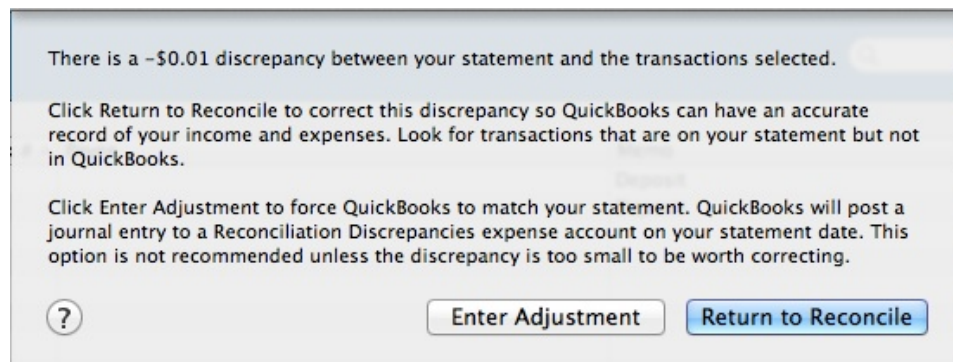 There is a -$0.01 discrepancy between your statement and the transactions selected.
Click Return to Reconcile to correct this discrepancy so QuickBooks can have an accurate
record of your income and expenses. Look for transactions that are on your statement but not
in QuickBooks.
Memo
Deposit
Click Enter Adjustment to force QuickBooks to match your statement. QuickBooks will post a
journal entry to a Reconciliation Discrepancies expense account on your statement date. This
option is not recommended unless the discrepancy is too small to be worth correcting.
? Enter Adjustment Return to Reconcile